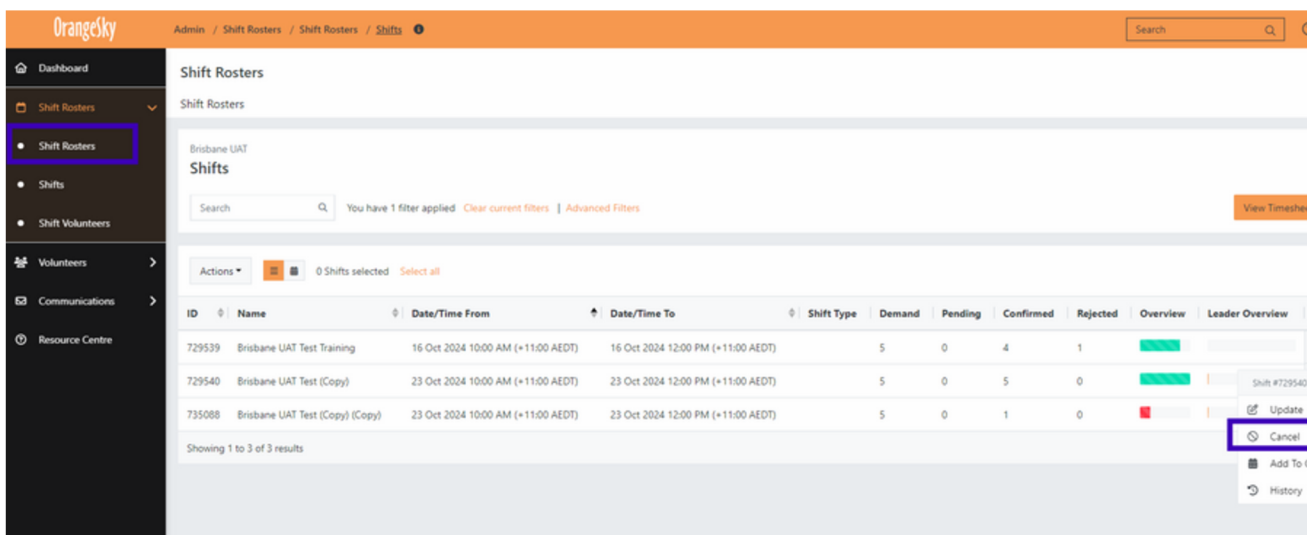 OrangeSky
Admin / Shift Rosters / Shift Rosters / Shifts
Search
Dashboard
Shift Rosters
Shift Rosters
Shifts
Shift Volunteers
Volunteers
Communications
Resource Centre
Shift Rosters
Shift Rosters
Brisbane UAT
Shifts
Search You have 1 filter applied Clear current filters | Advanced Filters
View Timeshe
Actions 0 Shifts selected Select all
ID Name Date/Time From Date/Time To Shift Type Demand Pending Confirmed Rejected Overview Leader Overview
729539 Brisbane UAT Test Training 16 Oct 2024 10:00 AM (+11:00 AEDT) 16 Oct 2024 12:00 PM (+11:00 AEDT) 5 0 4 1
729540 Brisbane UAT Test (Copy) 23 Oct 2024 10:00 AM (+11:00 AEDT) 23 Oct 2024 12:00 PM (+11:00 AEDT) 5 0 5 0
735088 Brisbane UAT Test (Copy) (Copy) 23 Oct 2024 10:00 AM (+11:00 AEDT) 23 Oct 2024 12:00 PM (+11:00 AEDT) 5 0 1 0
Showing 1 to 3 of 3 results
Shift #729540
Update
Cancel
Add To
History